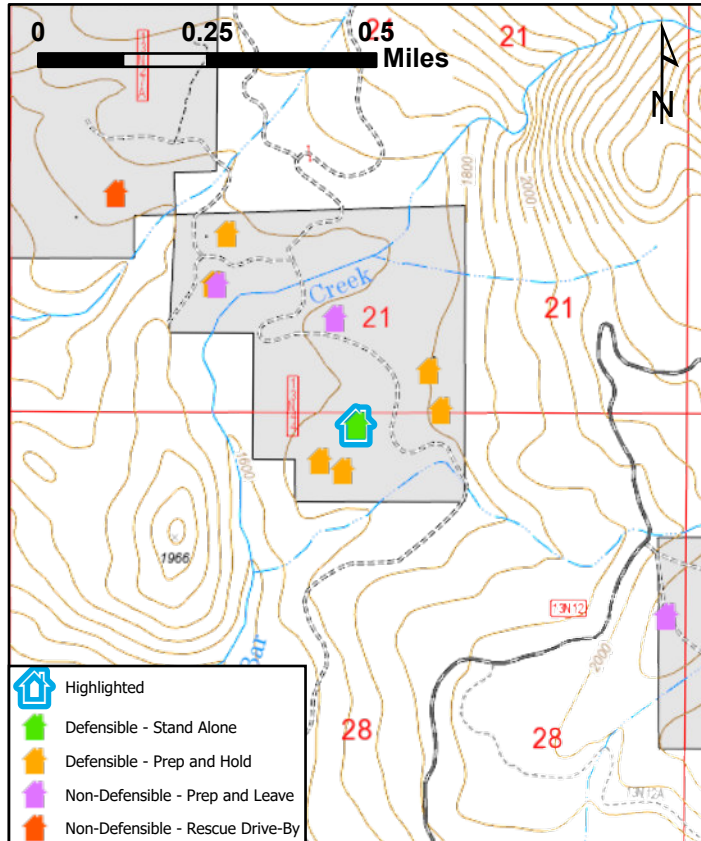 0 0.25 0.5
Miles
21
21
N
1800
2000
Creek
21
21
1600
1966
13N12
2000
Bar
28
28
13N12A
Highlighted
Defensible - Stand Alone
Defensible - Prep and Hold
Non-Defensible - Prep and Leave
Non-Defensible - Rescue Drive-By